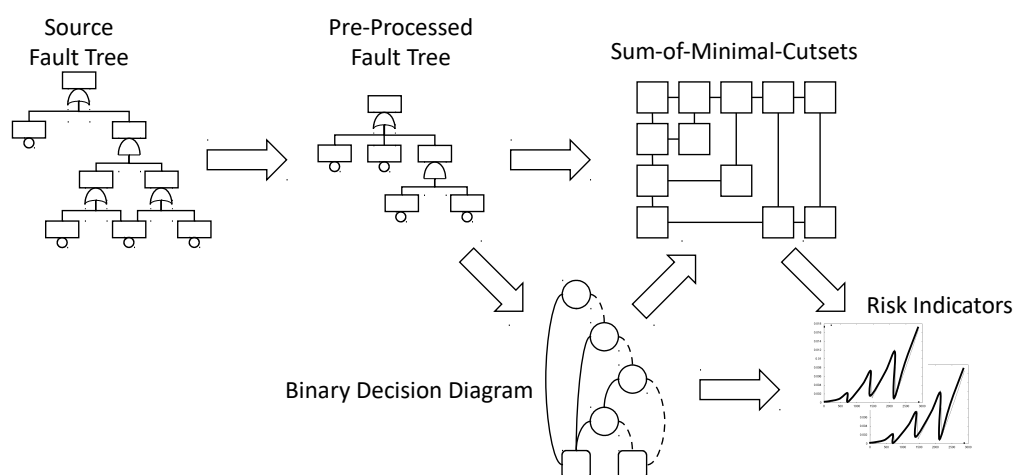 Source
Fault Tree
Pre-Processed
Fault Tree
Sum-of-Minimal-Cutsets
Binary Decision Diagram
Risk Indicators